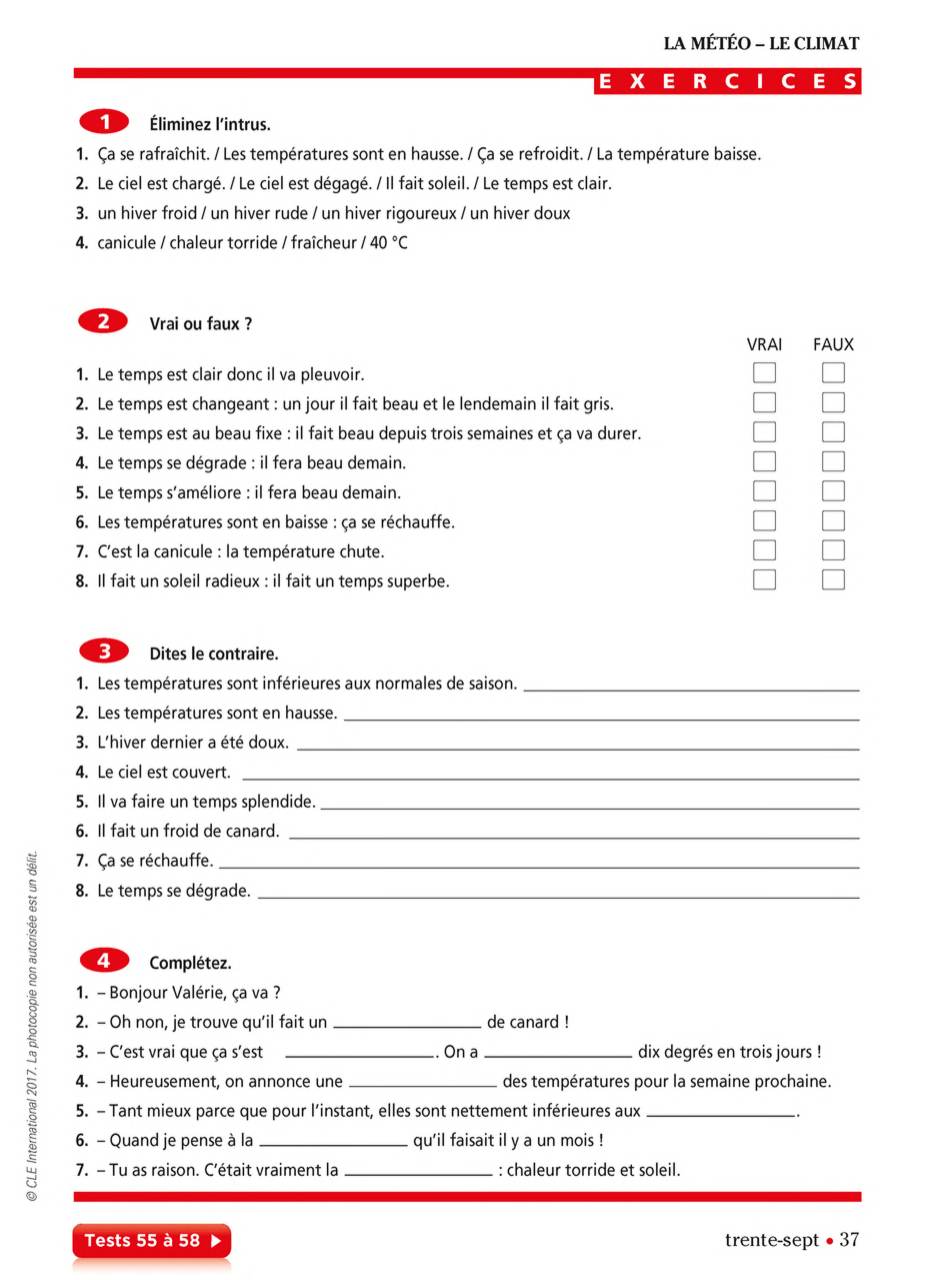 LA MÉTÉO – LE CLIMAT
EXERCICES
1 Éliminez l’intrus.
1. Ça se rafraîchit. / Les températures sont en hausse. / Ça se refroidit. / La température baisse.
2. Le ciel est chargé. / Le ciel est dégagé. / Il fait soleil. / Le temps est clair.
3. un hiver froid / un hiver rude / un hiver rigoureux / un hiver doux
4. canicule / chaleur torride / fraîcheur / 40 °C
2 Vrai ou faux ?
VRAI FAUX
1. Le temps est clair donc il va pleuvoir.
2. Le temps est changeant : un jour il fait beau et le lendemain il fait gris.
3. Le temps est au beau fixe : il fait beau depuis trois semaines et ça va durer.
4. Le temps se dégrade : il fera beau demain.
5. Le temps s’améliore : il fera beau demain.
6. Les températures sont en baisse : ça se réchauffe.
7. C’est la canicule : la température chute.
8. Il fait un soleil radieux : il fait un temps superbe.
3 Dites le contraire.
1. Les températures sont inférieures aux normales de saison.
2. Les températures sont en hausse.
3. L’hiver dernier a été doux.
4. Le ciel est couvert.
5. Il va faire un temps splendide.
6. Il fait un froid de canard.
7. Ça se réchauffe.
8. Le temps se dégrade.
4 Complétez.
1. – Bonjour Valérie, ça va ?
2. – Oh non, je trouve qu’il fait un ______ de canard !
3. – C’est vrai que ça s’est ______. On a ______ dix degrés en trois jours !
4. – Heureusement, on annonce une ______ des températures pour la semaine prochaine.
5. – Tant mieux parce que pour l’instant, elles sont nettement inférieures aux ______.
6. – Quand je pense à la ______ qu’il faisait il y a un mois !
7. – Tu as raison. C’était vraiment la ______ : chaleur torride et soleil.
© CLE International 2017. La photocopie non autorisée est un délit.
Tests 55 à 58
trente-sept • 37